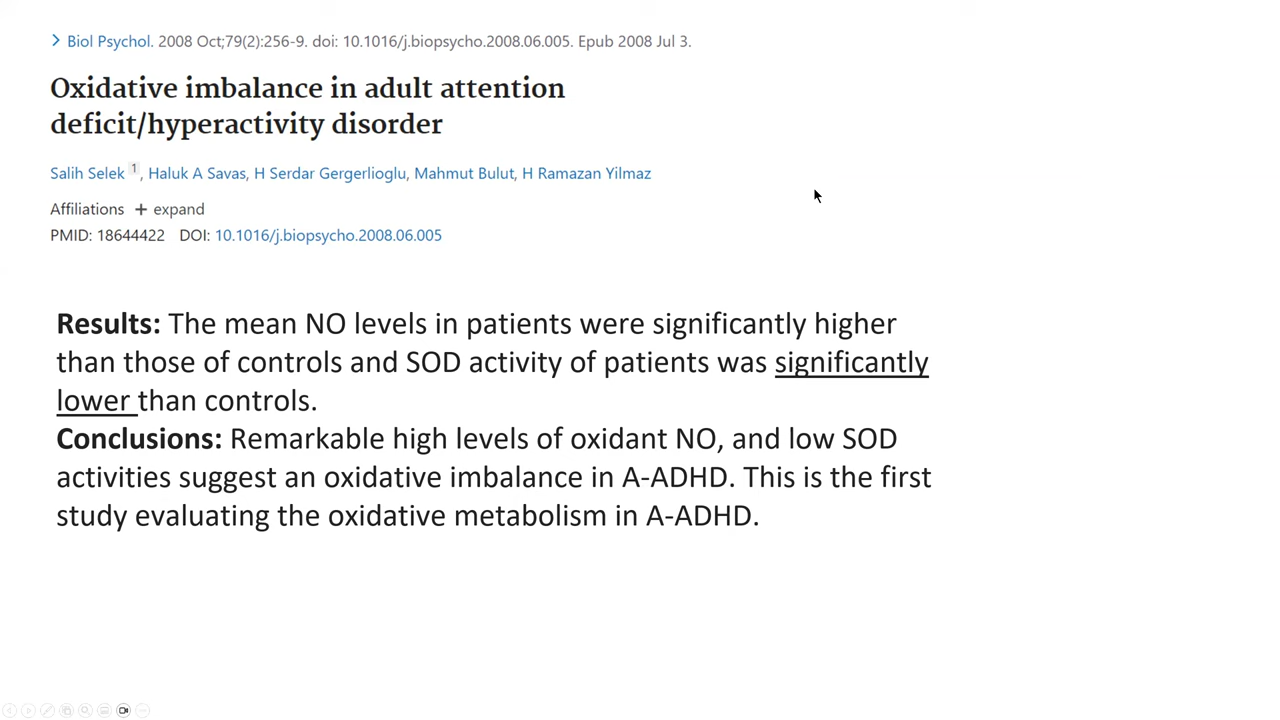 Biol Psychol. 2008 Oct;79(2):256-9. doi: 10.1016/j.biopsycho.2008.06.005. Epub 2008 Jul 3.
Oxidative imbalance in adult attention
deficit/hyperactivity disorder
Salih Selek 1, Haluk A Savas, H Serdar Gergerlioglu, Mahmut Bulut, H Ramazan Yilmaz
Affiliations + expand
PMID: 18644422 DOI: 10.1016/j.biopsycho.2008.06.005
Results: The mean NO levels in patients were significantly higher
than those of controls and SOD activity of patients was significantly
lower than controls.
Conclusions: Remarkable high levels of oxidant NO, and low SOD
activities suggest an oxidative imbalance in A-ADHD. This is the first
study evaluating the oxidative metabolism in A-ADHD.